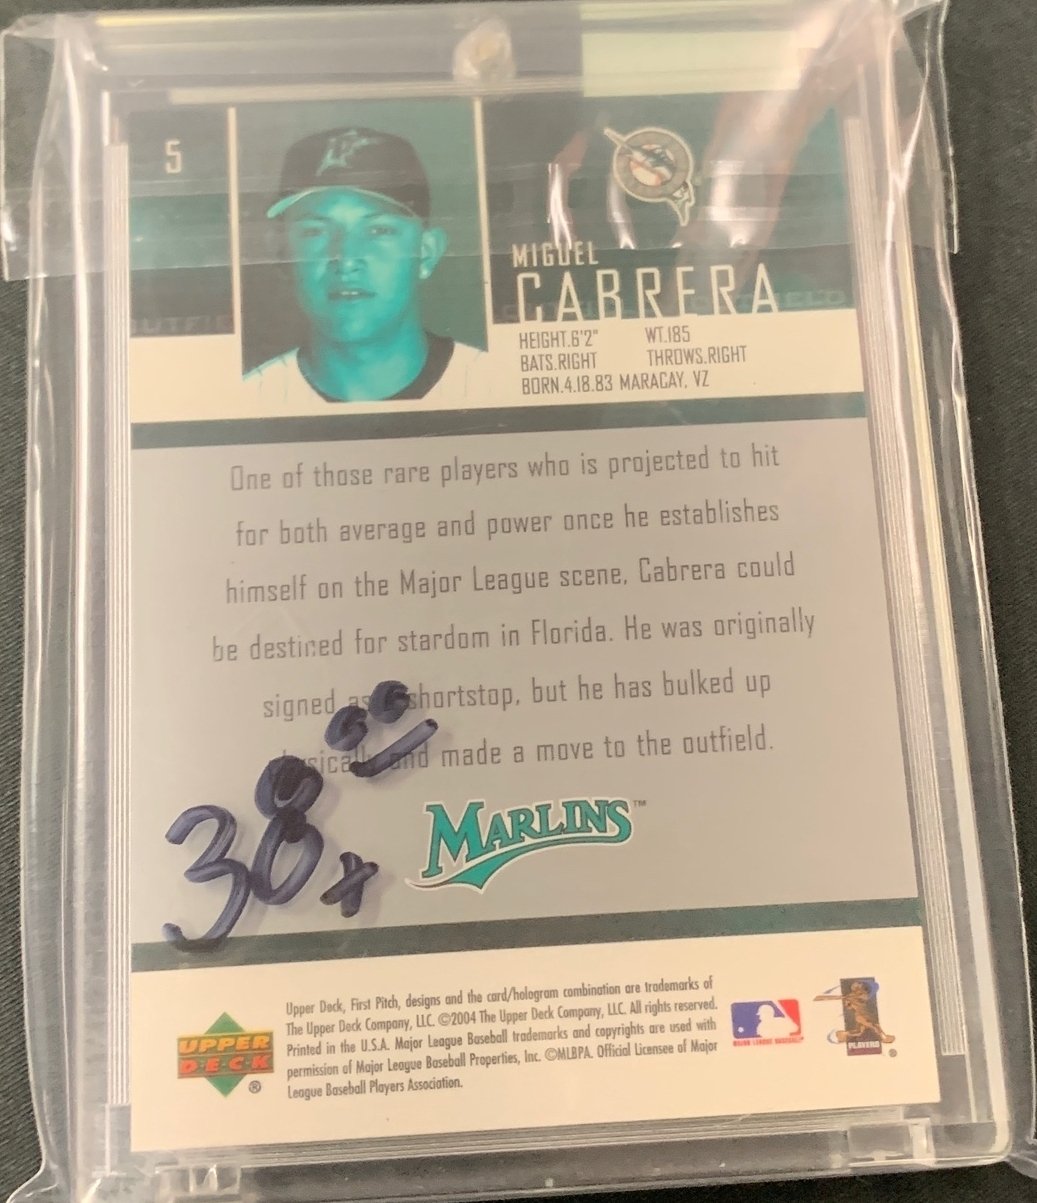 5
MIGUEL
CABRERA
HEIGHT.6'2" WT.185
BATS.RIGHT THROWS.RIGHT
BORN.4.18.83 MARACAY, VZ
One of those rare players who is projected to hit
for both average and power once he establishes
himself on the Major League scene, Cabrera could
be destined for stardom in Florida. He was originally
signed as shortstop, but he has bulked up
and made a move to the outfield.
38
MARLINS™
UPPER
DECK®
Upper Deck, First Pitch, designs and the card/hologram combination are trademarks of
The Upper Deck Company, LLC. ©2004 The Upper Deck Company, LLC. All rights reserved.
Printed in the U.S.A. Major League Baseball trademarks and copyrights are used with
permission of Major League Baseball Properties, Inc. ©MLBPA. Official Licensee of Major
League Baseball Players Association.
MAJOR LEAGUE BASEBALL
PLAYERS ®